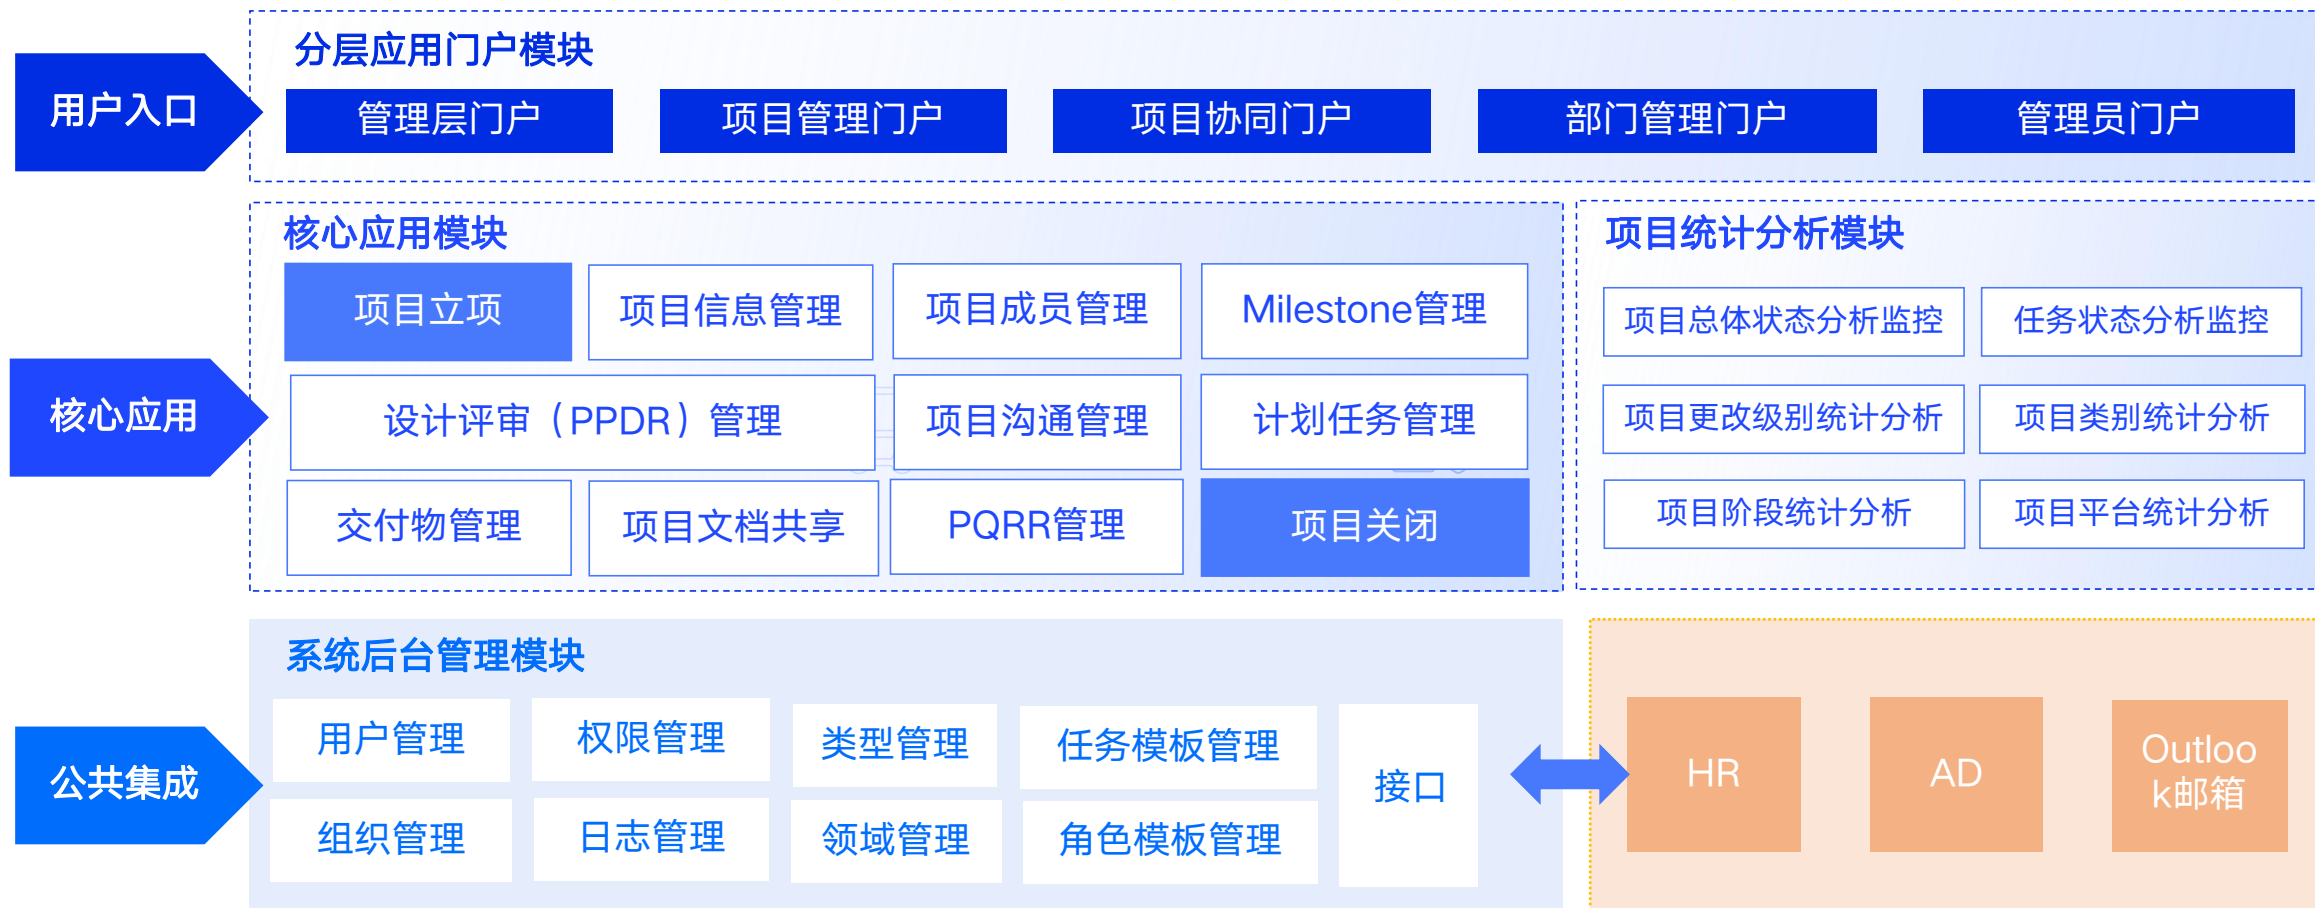 分层应用门户模块
用户入口
管理层门户
项目管理门户
项目协同门户
部门管理门户
管理员门户
核心应用模块
项目统计分析模块
核心应用
项目立项
项目信息管理
项目成员管理
Milestone管理
设计评审（PPDR）管理
项目沟通管理
计划任务管理
交付物管理
项目文档共享
PQRR管理
项目关闭
项目总体状态分析监控
任务状态分析监控
项目更改级别统计分析
项目类别统计分析
项目阶段统计分析
项目平台统计分析
系统后台管理模块
公共集成
用户管理
权限管理
类型管理
任务模板管理
组织管理
日志管理
领域管理
角色模板管理
接口
HR
AD
Outloo
k邮箱